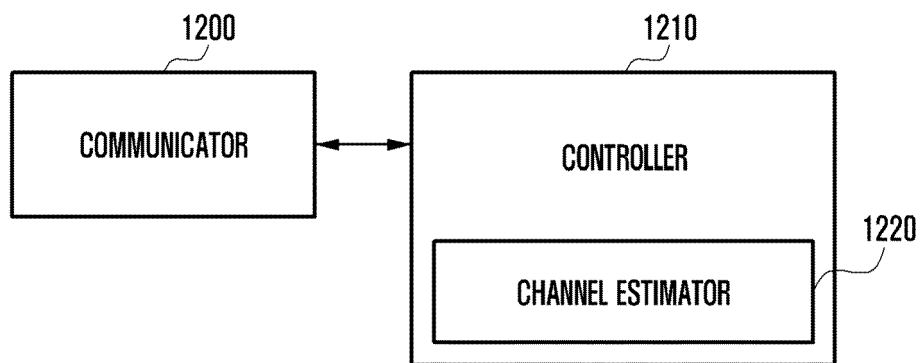 1200
1210
COMMUNICATOR
CONTROLLER
1220
CHANNEL ESTIMATOR